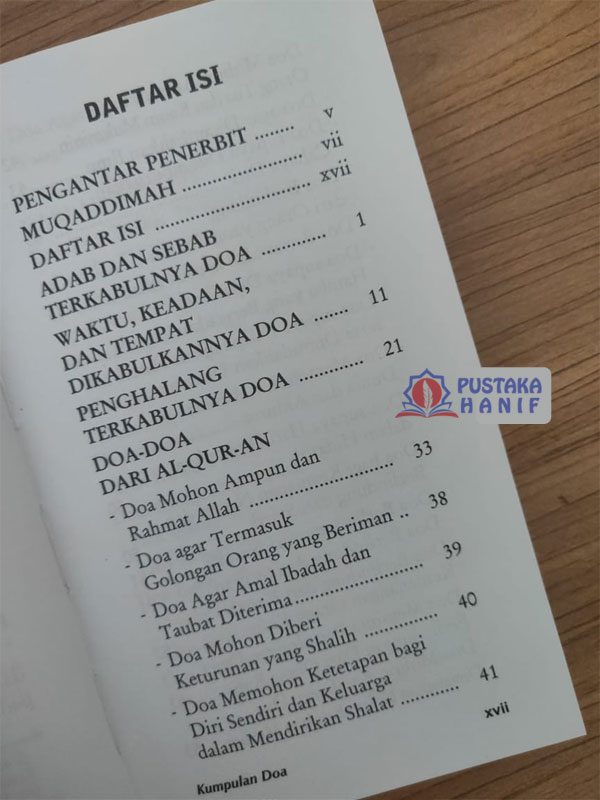 DAFTAR ISI
PENGANTAR PENERBIT ........ v
MUQADDIMAH ...................... vii
DAFTAR ISI ............................ xvii
ADAB DAN SEBAB
TERKABULNYA DOA ............ 1
WAKTU, KEADAAN,
DAN TEMPAT
DIKABULKANNYA DOA ...... 11
PENGHALANG
TERKABULNYA DOA ............ 21
DOA-DOA
DARI AL-QUR-AN
- Doa Mohon Ampun dan
Rahmat Allah ......................... 33
- Doa agar Termasuk
Golongan Orang yang Beriman .. 38
- Doa Agar Amal Ibadah dan
Taubat Diterima ...................... 39
- Doa Mohon Diberi
Keturunan yang Shalih .............. 40
- Doa Memohon Ketetapan bagi
Diri Sendiri dan Keluarga
dalam Mendirikan Shalat ............ 41
Kumpulan Doa xvii
PUSTAKA
HANIF